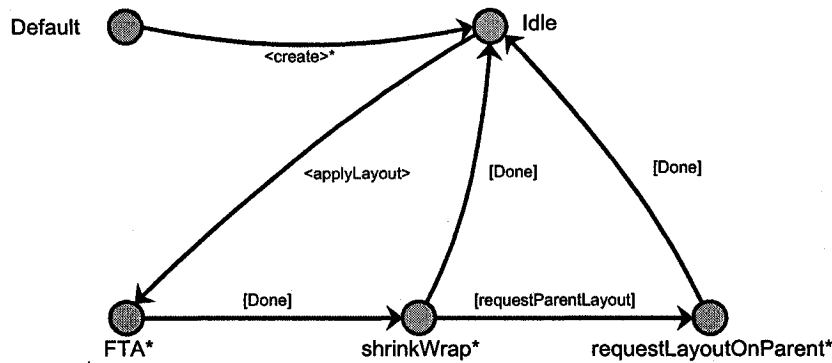 Default
Idle
<create>*
<applyLayout>
[Done]
[Done]
[Done]
[requestParentLayout]
FTA*
shrinkWrap*
requestLayoutOnParent*